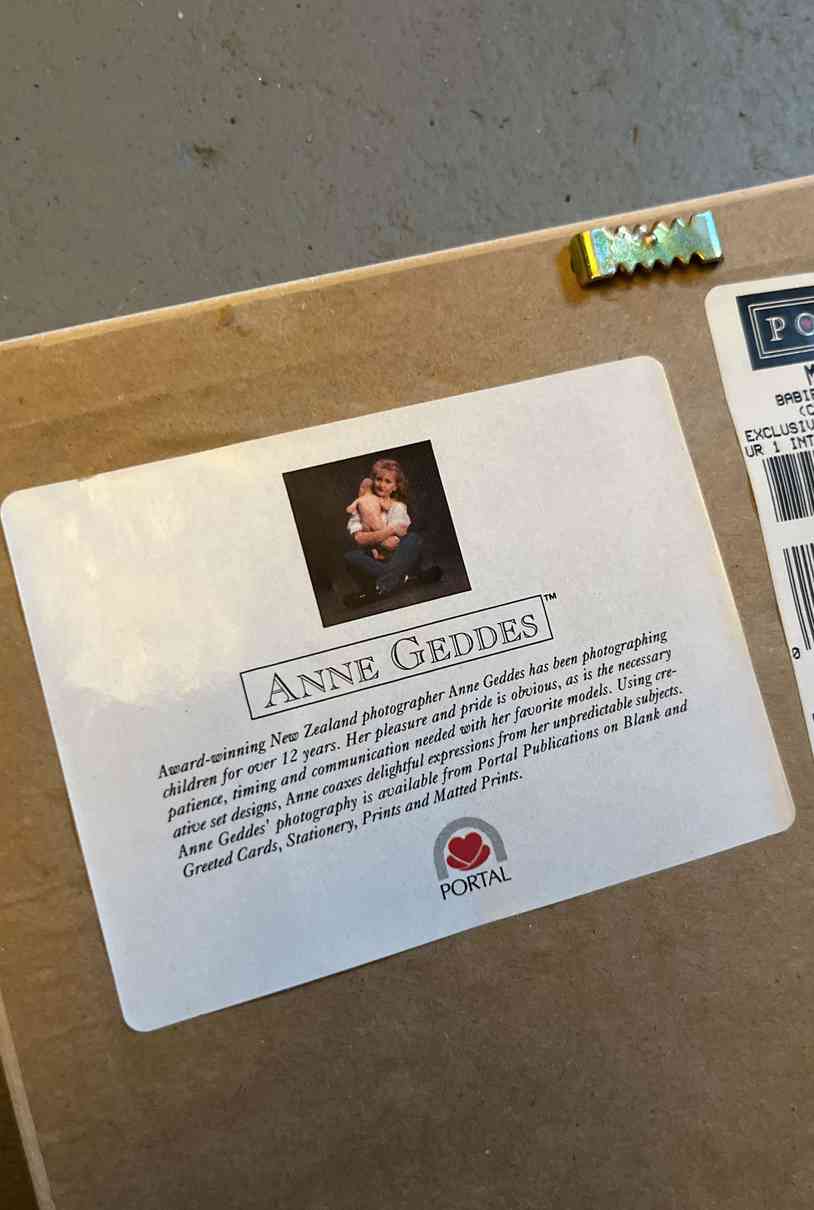 ANNE GEDDES™
Award-winning New Zealand photographer Anne Geddes has been photographing
children for over 12 years. Her pleasure and pride is obvious, as is the necessary
patience, timing and communication needed with her favorite models. Using cre-
ative set designs, Anne coaxes delightful expressions from her unpredictable subjects.
Anne Geddes' photography is available from Portal Publications on Blank and
Greeted Cards, Stationery, Prints and Matted Prints.
PORTAL
PO
M
BABIE
(C
EXCLUSIV
UR 1 INT
0